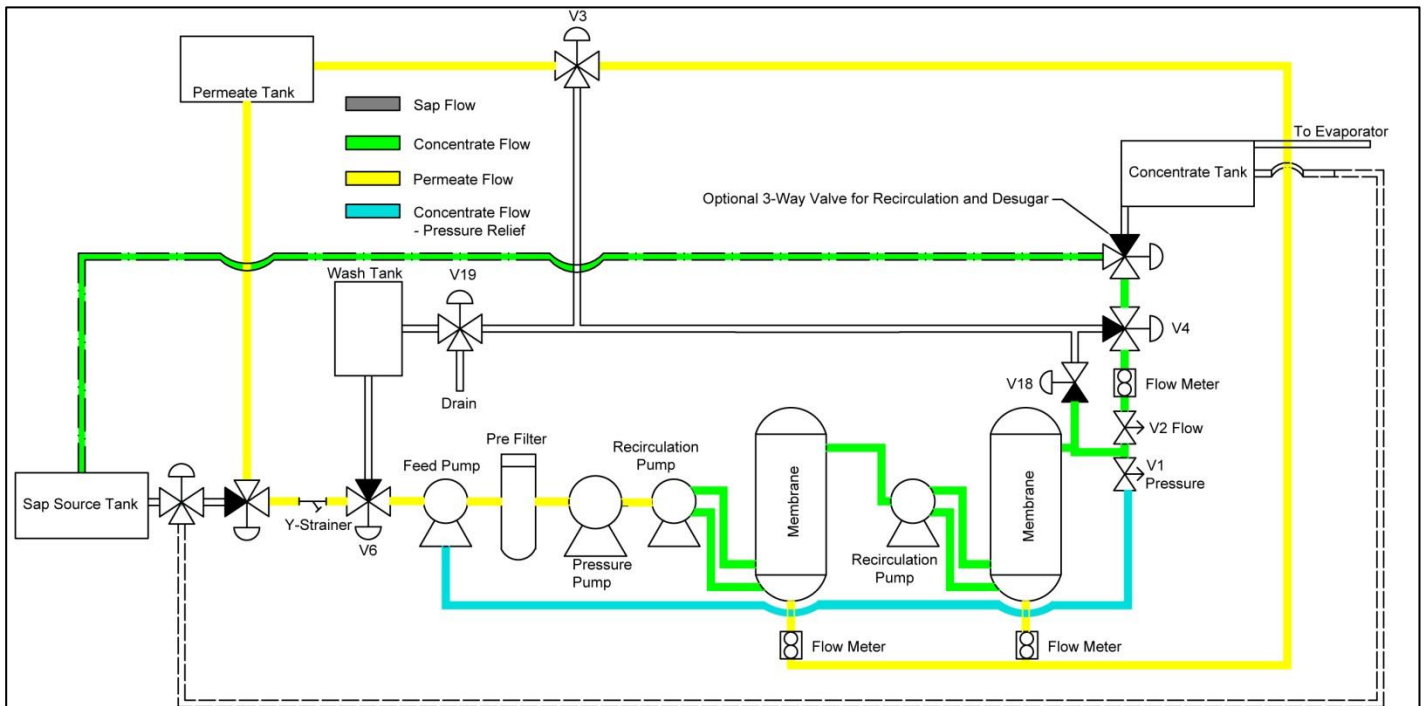 V3
Permeate Tank
Sap Flow
Concentrate Flow
Permeate Flow
Concentrate Flow
- Pressure Relief
To Evaporator
Concentrate Tank
Optional 3-Way Valve for Recirculation and Desugar
Wash Tank
V19
V4
Drain
V18
Flow Meter
Pre Filter
Recirculation
Pump
Feed Pump
V2 Flow
V1
Pressure
Sap Source Tank
Y-Strainer
V6
Pressure
Pump
Membrane
Recirculation
Pump
Membrane
Flow Meter
Flow Meter